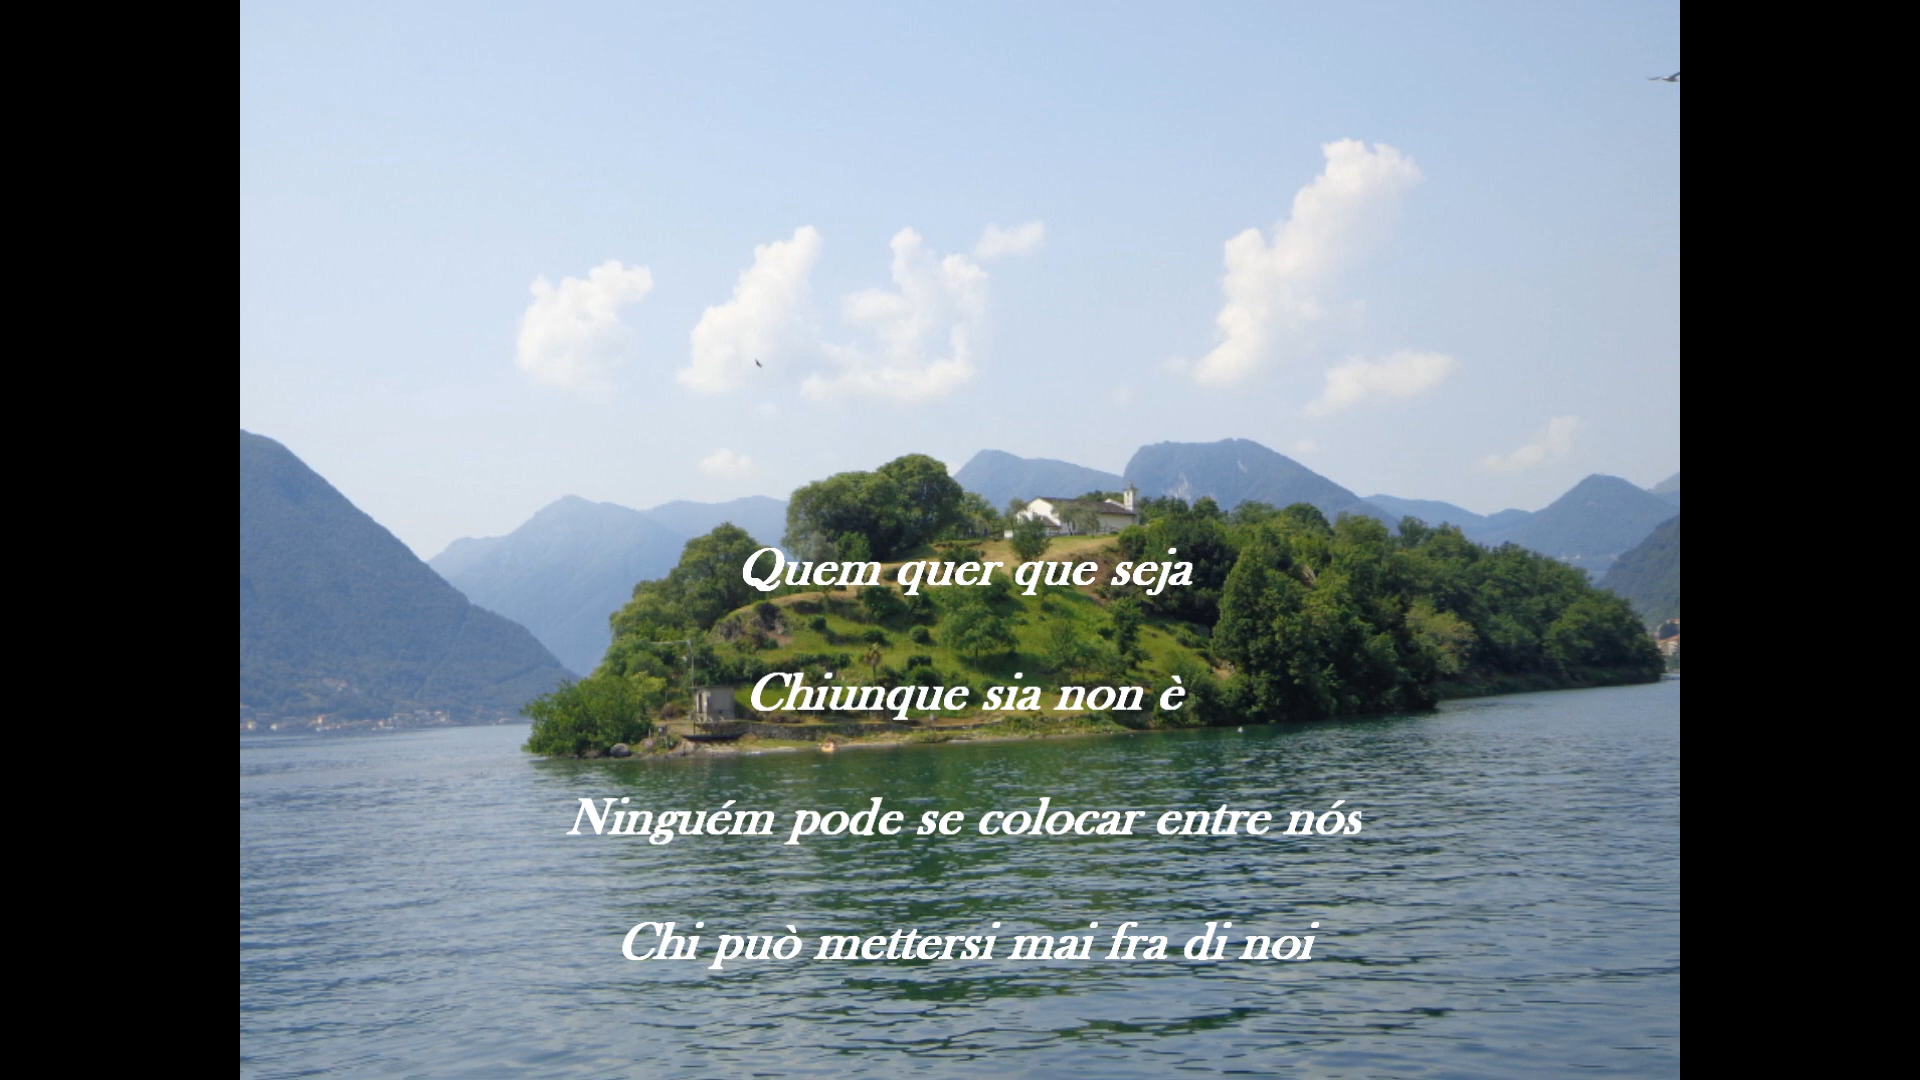 Quem quer que seja
Chiunque sia non è
Ninguém pode se colocar entre nós
Chi può mettersi mai fra di noi